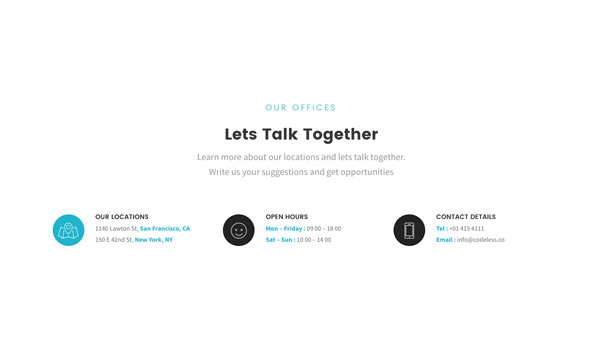 OUR OFFICES
Lets Talk Together
Learn more about our locations and lets talk together.
Write us your suggestions and get opportunities
OUR LOCATIONS
1140 Lawton St, San Francisco, CA
150 E 42nd St, New York, NY
OPEN HOURS
Mon – Friday : 09 00 – 18 00
Sat – Sun : 10 00 – 14 00
CONTACT DETAILS
Tel : +01 415 4111
Email : info@codeless.co